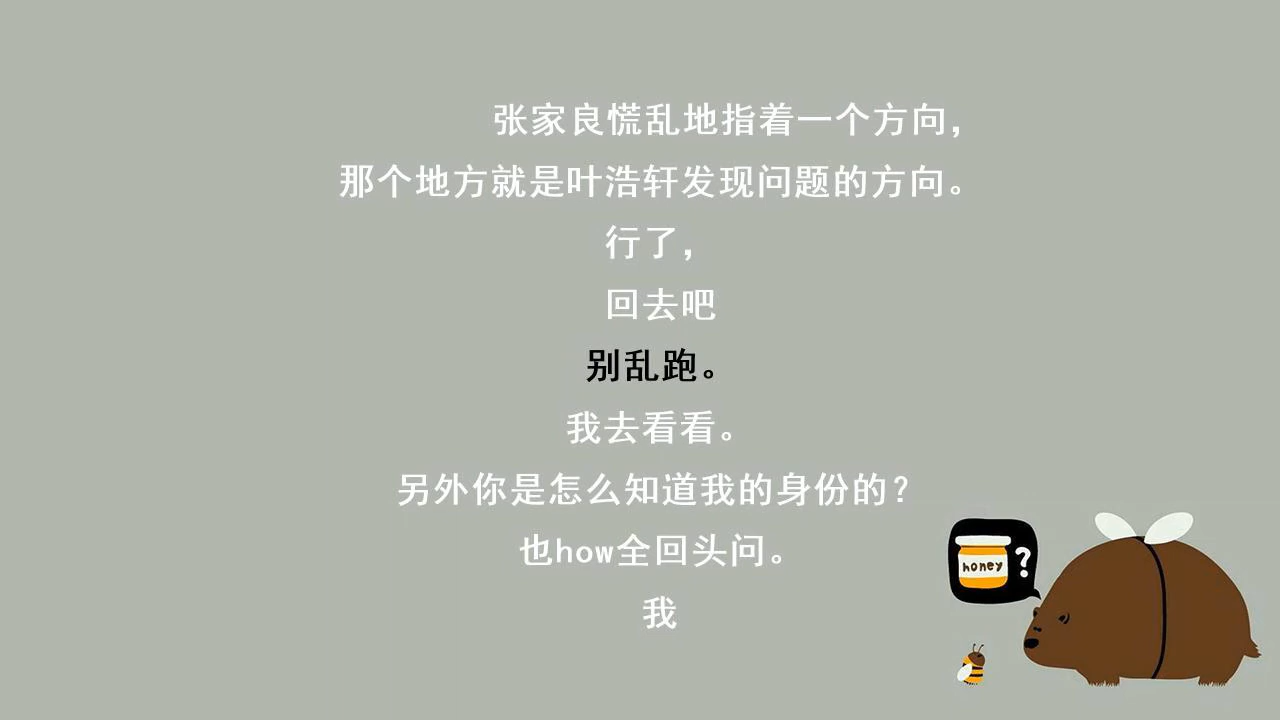 张家良慌乱地指着一个方向，
那个地方就是叶浩轩发现问题的方向。
行了，
回去吧
别乱跑。
我去看看。
另外你是怎么知道我的身份的？
也how全回头问。
我
honey
?